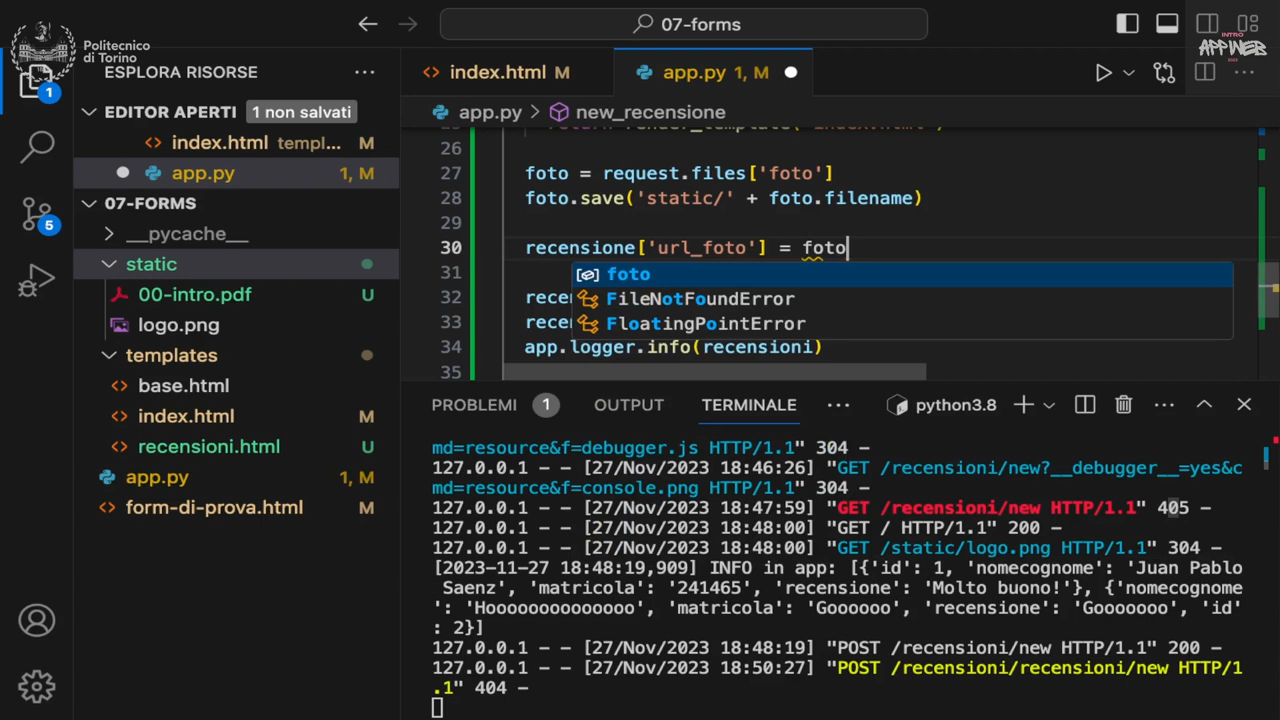 07-forms
Politecnico
di Torino
INTRO
APPWEB
1
ESPLORA RISORSE
index.html M
app.py 1, M
EDITOR APERTI 1 non salvati
app.py > new_recensione
index.html templ... M
app.py 1, M
07-FORMS
__pycache__
static
00-intro.pdf U
logo.png
templates
base.html
index.html M
recensioni.html U
app.py 1, M
form-di-prova.html M
5
26
27 foto = request.files['foto']
28 foto.save('static/' + foto.filename)
29
30 recensione['url_foto'] = foto
31
foto
32 rece
FileNotFoundError
33 rece
FloatingPointError
34 app.logger.info(recensioni)
35
PROBLEMI 1 OUTPUT TERMINALE ... python3.8
md=resource&f=debugger.js HTTP/1.1" 304 -
127.0.0.1 - - [27/Nov/2023 18:46:26] "GET /recensioni/new?__debugger__=yes&c
md=resource&f=console.png HTTP/1.1" 304 -
127.0.0.1 - - [27/Nov/2023 18:47:59] "GET /recensioni/new HTTP/1.1" 405 -
127.0.0.1 - - [27/Nov/2023 18:48:00] "GET / HTTP/1.1" 200 -
127.0.0.1 - - [27/Nov/2023 18:48:00] "GET /static/logo.png HTTP/1.1" 304 -
[2023-11-27 18:48:19,909] INFO in app: [{'id': 1, 'nomecognome': 'Juan Pablo
Saenz', 'matricola': '241465', 'recensione': 'Molto buono!'}, {'nomecognome
': 'Hooooooooooooo', 'matricola': 'Goooooo', 'recensione': 'Gooooooo', 'id'
: 2}]
127.0.0.1 - - [27/Nov/2023 18:48:19] "POST /recensioni/new HTTP/1.1" 200 -
127.0.0.1 - - [27/Nov/2023 18:50:27] "POST /recensioni/recensioni/new HTTP/1
.1" 404 -